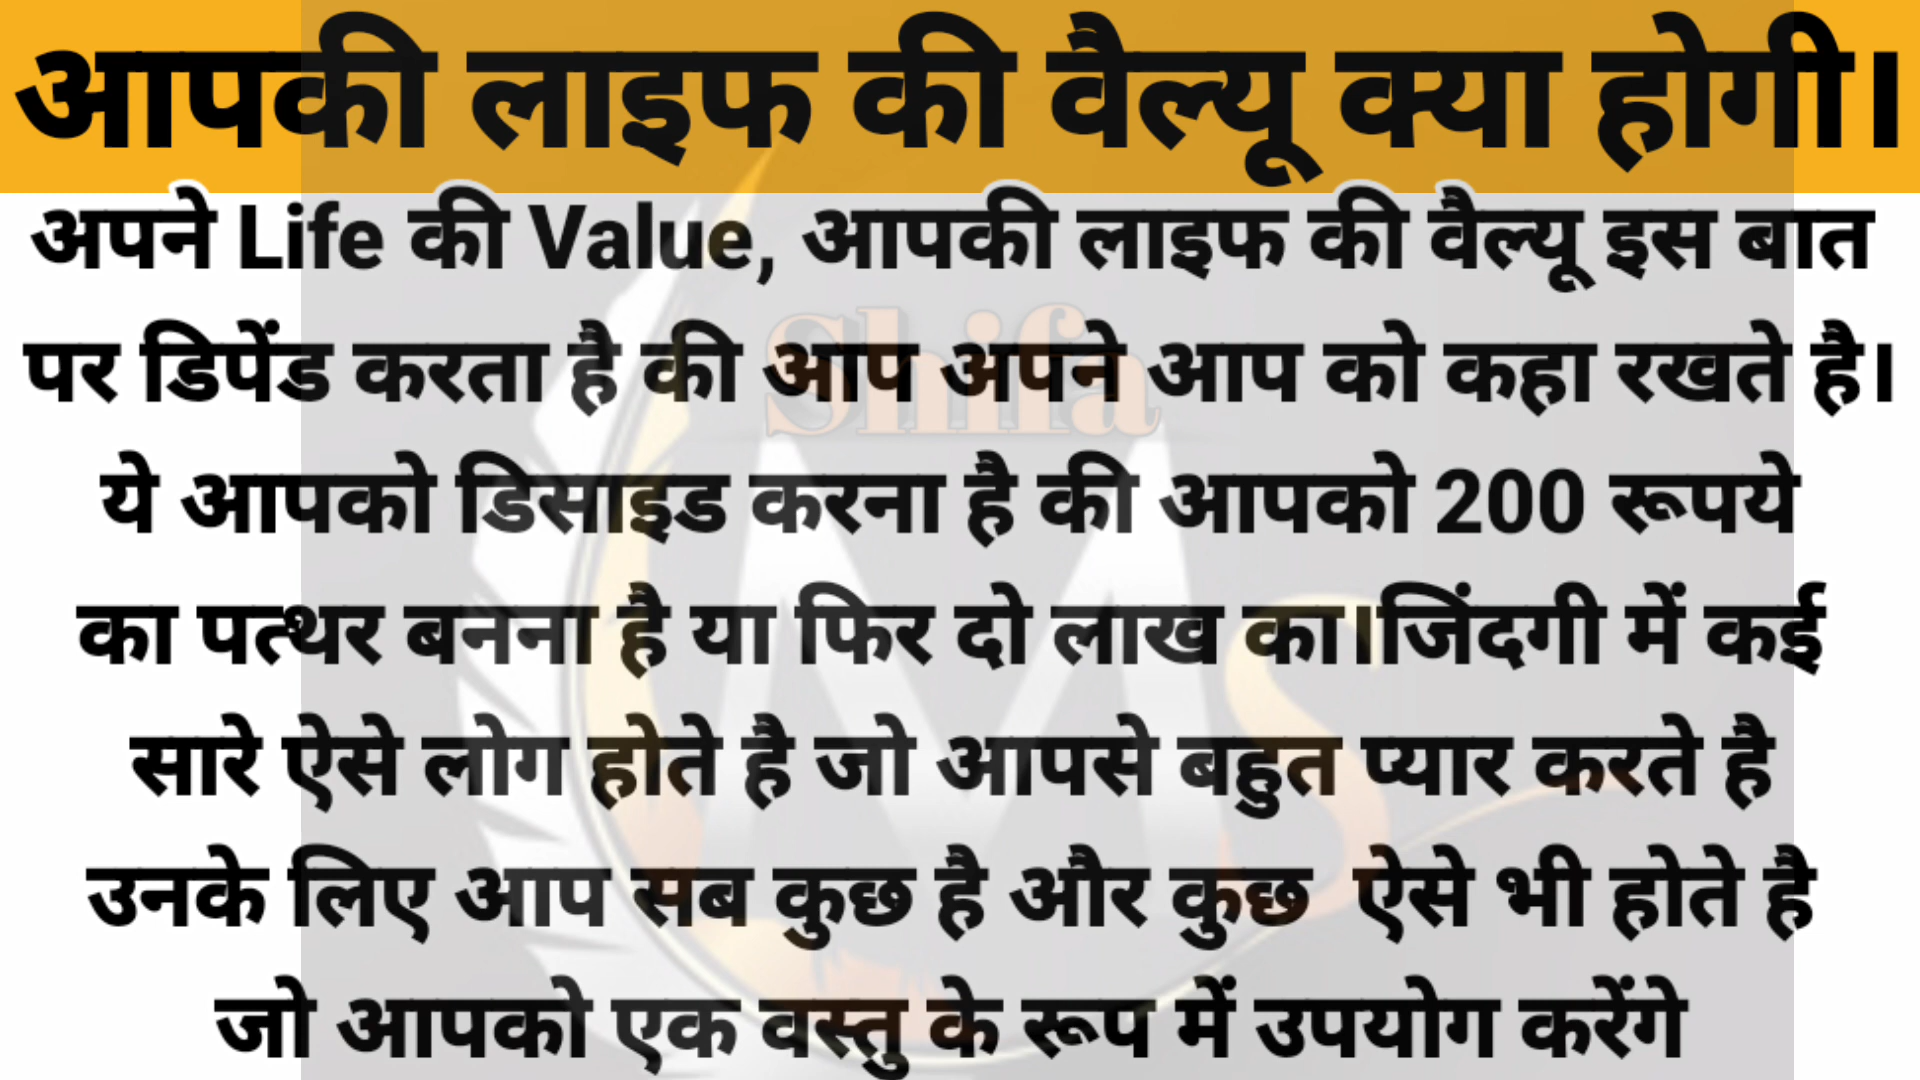 आपकी लाइफ की वैल्यू क्या होगी।
अपने Life की Value, आपकी लाइफ की वैल्यू इस बात
पर डिपेंड करता है की आप अपने आप को कहा रखते है।
ये आपको डिसाइड करना है की आपको 200 रूपये
का पत्थर बनना है या फिर दो लाख का।जिंदगी में कई
सारे ऐसे लोग होते है जो आपसे बहुत प्यार करते है
उनके लिए आप सब कुछ है और कुछ ऐसे भी होते है
जो आपको एक वस्तु के रूप में उपयोग करेंगे
Shifa
MS